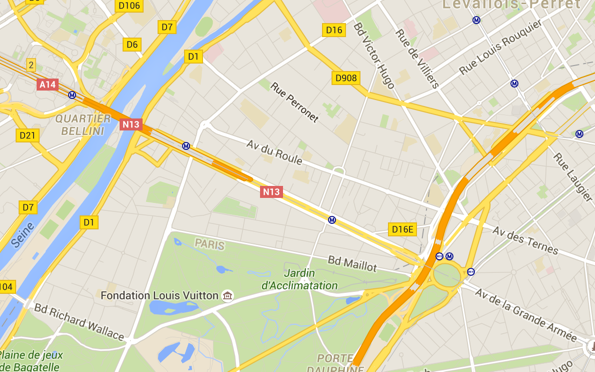 D106
D7
D6
D1
D16
Levallois-Perret
Rue Louis Rouquier
Bd Victor Hugo
Rue de Villiers
2
A14
D908
Rue Perronet
QUARTIER
BELLINI
N13
D21
Av du Roule
Rue Laugier
N13
D7
D1
Seine
D16E
Av des Ternes
PARIS
Bd Maillot
Jardin
d'Acclimatation
104
Fondation Louis Vuitton
Bd Richard Wallace
Av de la Grande Armée
Plaine de jeux
de Bagatelle
PORTE
DAUPHINE
Hugo